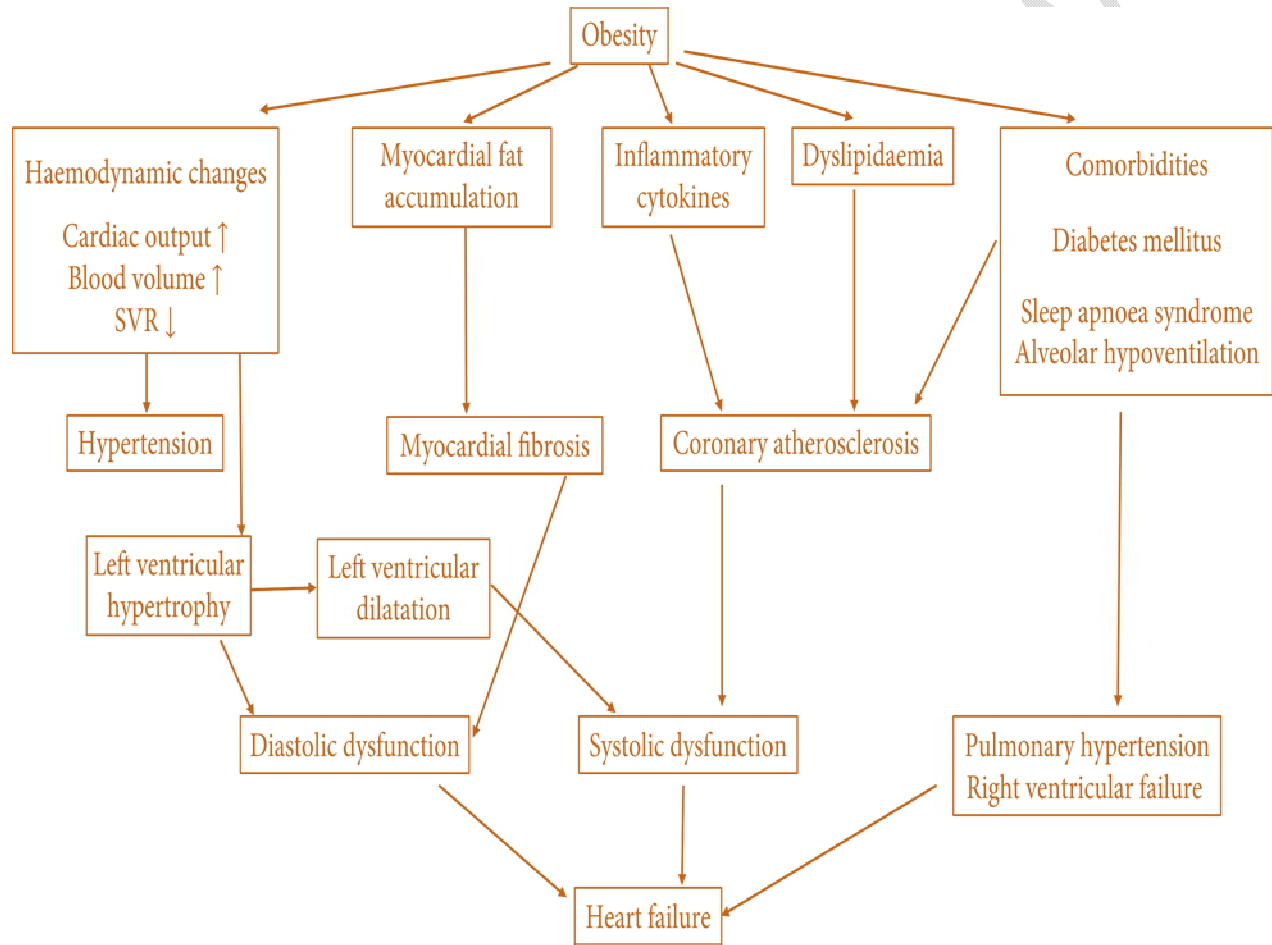 Obesity
Haemodynamic changes
Cardiac output ↑
Blood volume ↑
SVR ↓
Myocardial fat
accumulation
Inflammatory
cytokines
Dyslipidaemia
Comorbidities
Diabetes mellitus
Sleep apnoea syndrome
Alveolar hypoventilation
Hypertension
Myocardial fibrosis
Coronary atherosclerosis
Left ventricular
hypertrophy
Left ventricular
dilatation
Diastolic dysfunction
Systolic dysfunction
Pulmonary hypertension
Right ventricular failure
Heart failure